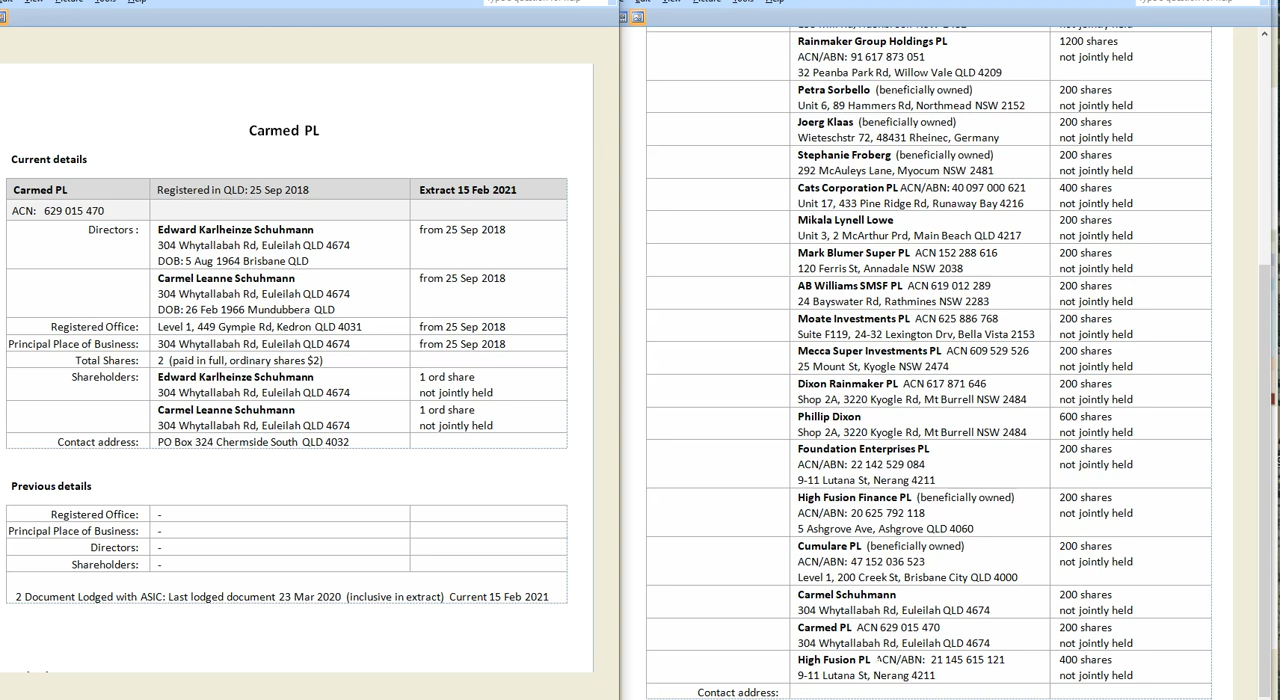 Carmed PL
Current details
Carmed PL Registered in QLD: 25 Sep 2018 Extract 15 Feb 2021
ACN: 629 015 470
Directors : Edward Karlheinze Schuhmann from 25 Sep 2018
304 Whytallabah Rd, Euleilah QLD 4674
DOB: 5 Aug 1964 Brisbane QLD
Carmel Leanne Schuhmann from 25 Sep 2018
304 Whytallabah Rd, Euleilah QLD 4674
DOB: 26 Feb 1966 Mundubbera QLD
Registered Office: Level 1, 449 Gympie Rd, Kedron QLD 4031 from 25 Sep 2018
Principal Place of Business: 304 Whytallabah Rd, Euleilah QLD 4674 from 25 Sep 2018
Total Shares: 2 (paid in full, ordinary shares $2)
Shareholders: Edward Karlheinze Schuhmann 1 ord share
304 Whytallabah Rd, Euleilah QLD 4674 not jointly held
Carmel Leanne Schuhmann 1 ord share
304 Whytallabah Rd, Euleilah QLD 4674 not jointly held
Contact address: PO Box 324 Chermside South QLD 4032
Previous details
Registered Office: -
Principal Place of Business: -
Directors: -
Shareholders: -
2 Document Lodged with ASIC: Last lodged document 23 Mar 2020 (inclusive in extract) Current 15 Feb 2021
Rainmaker Group Holdings PL 1200 shares
ACN/ABN: 91 617 873 051 not jointly held
32 Peanba Park Rd, Willow Vale QLD 4209
Petra Sorbello (beneficially owned) 200 shares
Unit 6, 89 Hammers Rd, Northmead NSW 2152 not jointly held
Joerg Klaas (beneficially owned) 200 shares
Wieteschstr 72, 48431 Rheinec, Germany not jointly held
Stephanie Froberg (beneficially owned) 200 shares
292 McAuleys Lane, Myocum NSW 2481 not jointly held
Cats Corporation PL ACN/ABN: 40 097 000 621 400 shares
Unit 17, 433 Pine Ridge Rd, Runaway Bay 4216 not jointly held
Mikala Lynell Lowe 200 shares
Unit 3, 2 McArthur Prd, Main Beach QLD 4217 not jointly held
Mark Blumer Super PL ACN 152 288 616 200 shares
120 Ferris St, Annadale NSW 2038 not jointly held
AB Williams SMSF PL ACN 619 012 289 200 shares
24 Bayswater Rd, Rathmines NSW 2283 not jointly held
Moate Investments PL ACN 625 886 768 200 shares
Suite F119, 24-32 Lexington Drv, Bella Vista 2153 not jointly held
Mecca Super Investments PL ACN 609 529 526 200 shares
25 Mount St, Kyogle NSW 2474 not jointly held
Dixon Rainmaker PL ACN 617 871 646 200 shares
Shop 2A, 3220 Kyogle Rd, Mt Burrell NSW 2484 not jointly held
Phillip Dixon 600 shares
Shop 2A, 3220 Kyogle Rd, Mt Burrell NSW 2484 not jointly held
Foundation Enterprises PL 200 shares
ACN/ABN: 22 142 529 084 not jointly held
9-11 Lutana St, Nerang 4211
High Fusion Finance PL (beneficially owned) 200 shares
ACN/ABN: 20 625 792 118 not jointly held
5 Ashgrove Ave, Ashgrove QLD 4060
Cumulare PL (beneficially owned) 200 shares
ACN/ABN: 47 152 036 523 not jointly held
Level 1, 200 Creek St, Brisbane City QLD 4000
Carmel Schuhmann 200 shares
304 Whytallabah Rd, Euleilah QLD 4674 not jointly held
Carmed PL ACN 629 015 470 200 shares
304 Whytallabah Rd, Euleilah QLD 4674 not jointly held
High Fusion PL ACN/ABN: 21 145 615 121 400 shares
9-11 Lutana St, Nerang 4211 not jointly held
Contact address: